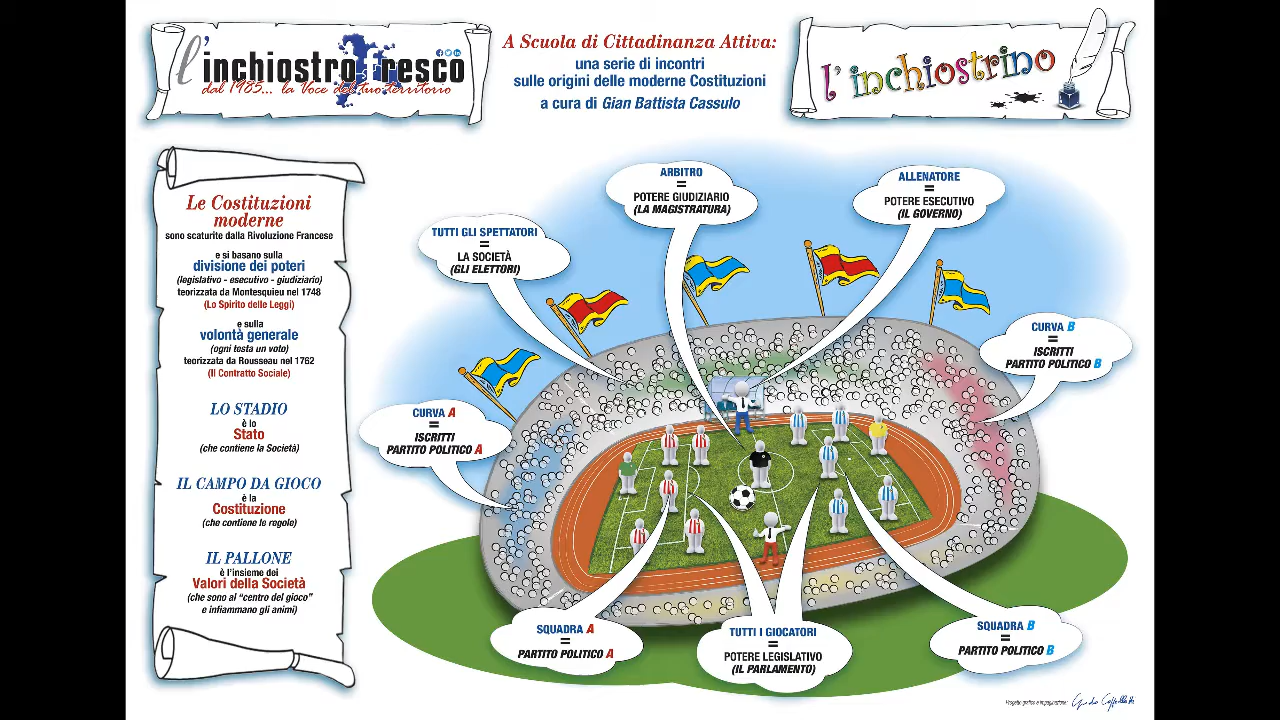 l'inchiostro fresco
dal 1985... la Voce del tuo territorio
A Scuola di Cittadinanza Attiva:
una serie di incontri
sulle origini delle moderne Costituzioni
a cura di Gian Battista Cassulo
l'inchiostrino
Le Costituzioni
moderne
sono scaturite dalla Rivoluzione Francese
e si basano sulla
divisione dei poteri
(legislativo - esecutivo - giudiziario)
teorizzata da Montesquieu nel 1748
(Lo Spirito delle Leggi)
e sulla
volontà generale
(ogni testa un voto)
teorizzata da Rousseau nel 1762
(Il Contratto Sociale)
LO STADIO
è lo
Stato
(che contiene la Società)
IL CAMPO DA GIOCO
è la
Costituzione
(che contiene le regole)
IL PALLONE
è l'insieme dei
Valori della Società
(che sono al "centro del gioco"
e infiammano gli animi)
TUTTI GLI SPETTATORI
=
LA SOCIETÀ
(GLI ELETTORI)
ARBITRO
=
POTERE GIUDIZIARIO
(LA MAGISTRATURA)
ALLENATORE
=
POTERE ESECUTIVO
(IL GOVERNO)
CURVA B
=
ISCRITTI
PARTITO POLITICO B
CURVA A
=
ISCRITTI
PARTITO POLITICO A
SQUADRA A
=
PARTITO POLITICO A
TUTTI I GIOCATORI
=
POTERE LEGISLATIVO
(IL PARLAMENTO)
SQUADRA B
=
PARTITO POLITICO B
Progetto grafico e impaginazione: